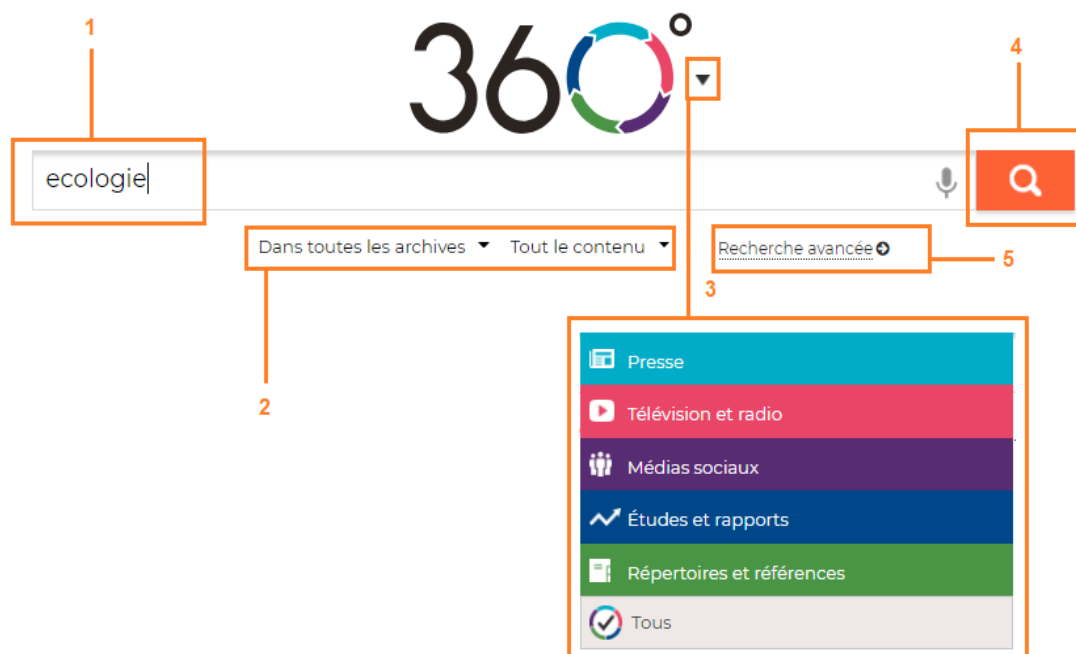 1
360°
4
ecologie
Dans toutes les archives Tout le contenu Recherche avancée
5
3
2
Presse
Télévision et radio
Médias sociaux
Études et rapports
Répertoires et références
Tous